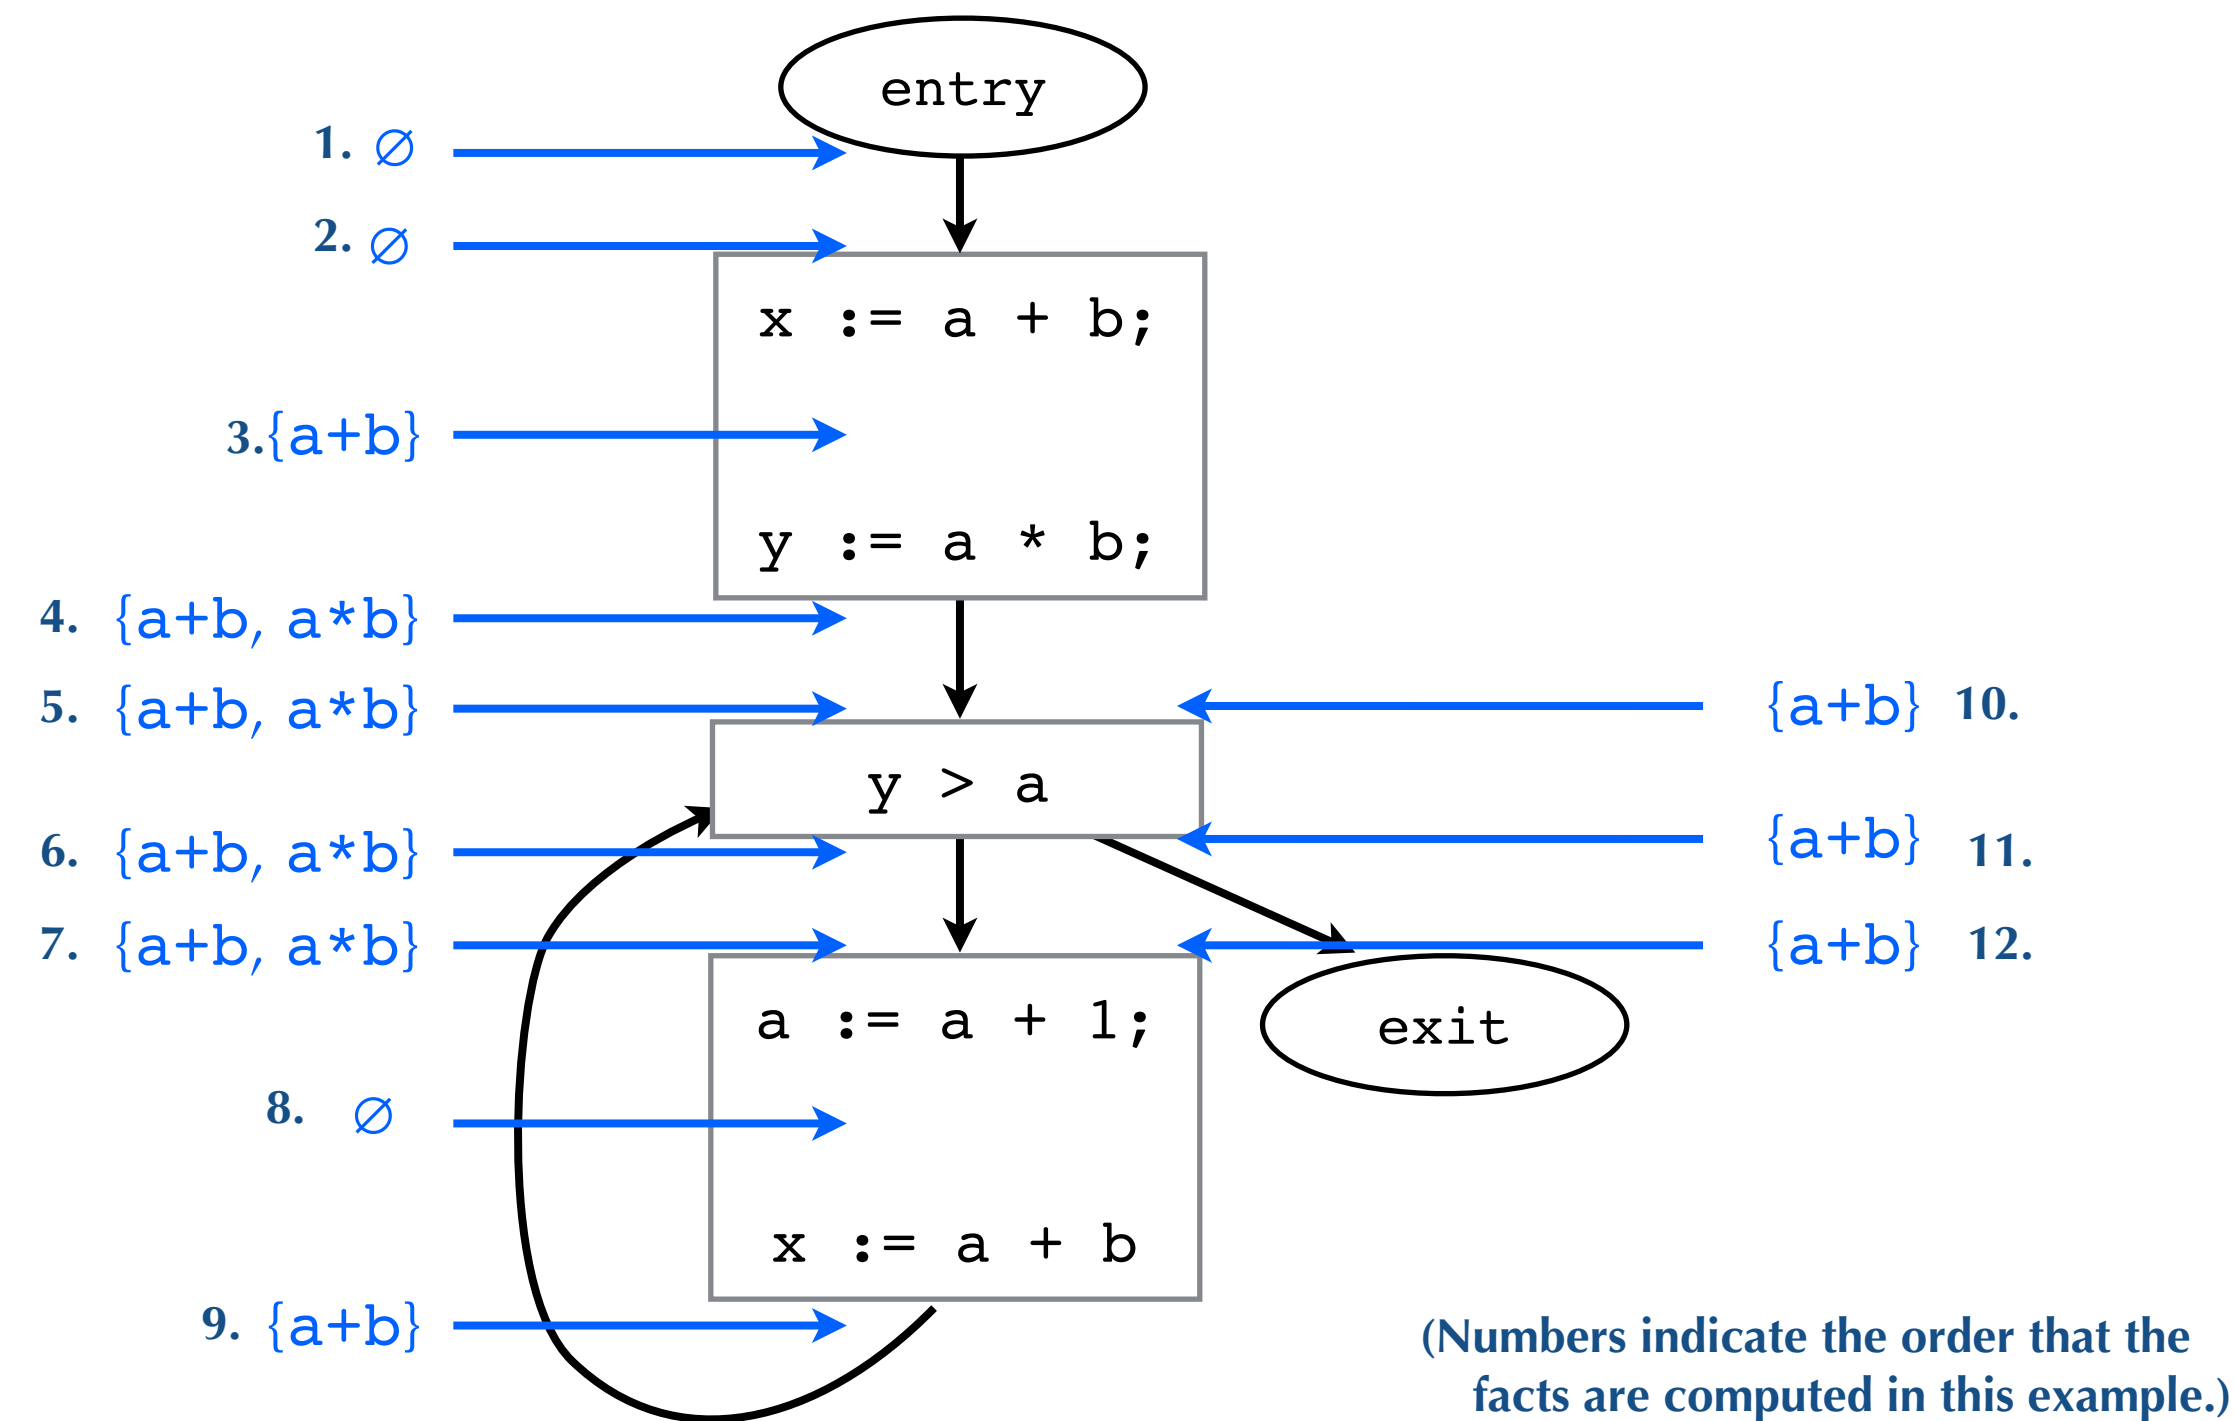 entry
1. ∅
2. ∅
x := a + b;
3.{a+b}
y := a * b;
4. {a+b, a*b}
5. {a+b, a*b}
{a+b} 10.
y > a
6. {a+b, a*b}
{a+b} 11.
7. {a+b, a*b}
{a+b} 12.
a := a + 1;
exit
8. ∅
x := a + b
9. {a+b}
(Numbers indicate the order that the
facts are computed in this example.)